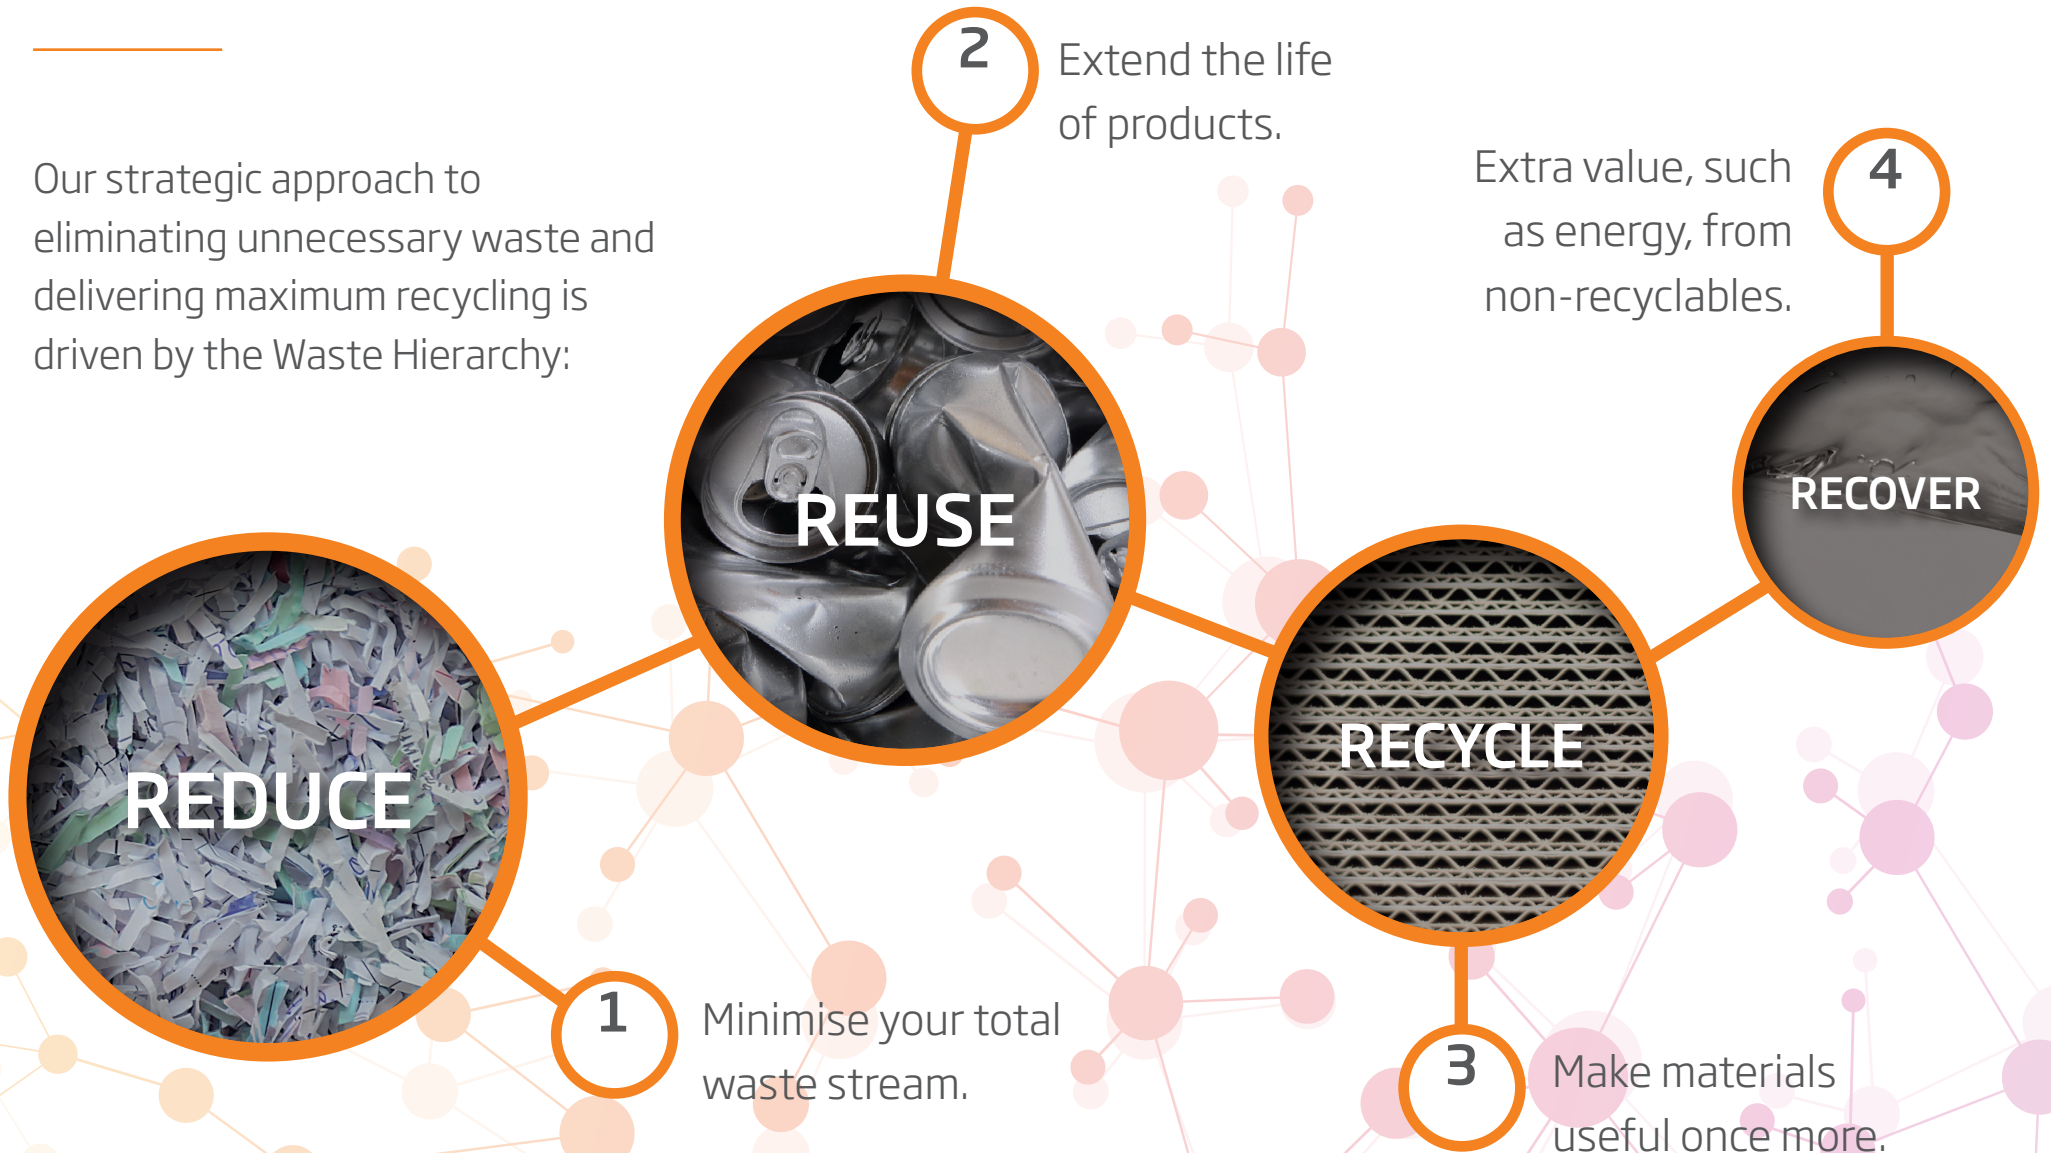 Our strategic approach to
eliminating unnecessary waste and
delivering maximum recycling is
driven by the Waste Hierarchy:
REDUCE
1
Minimise your total
waste stream.
REUSE
2
Extend the life
of products.
RECYCLE
3
Make materials
useful once more.
RECOVER
4
Extra value, such
as energy, from
non-recyclables.